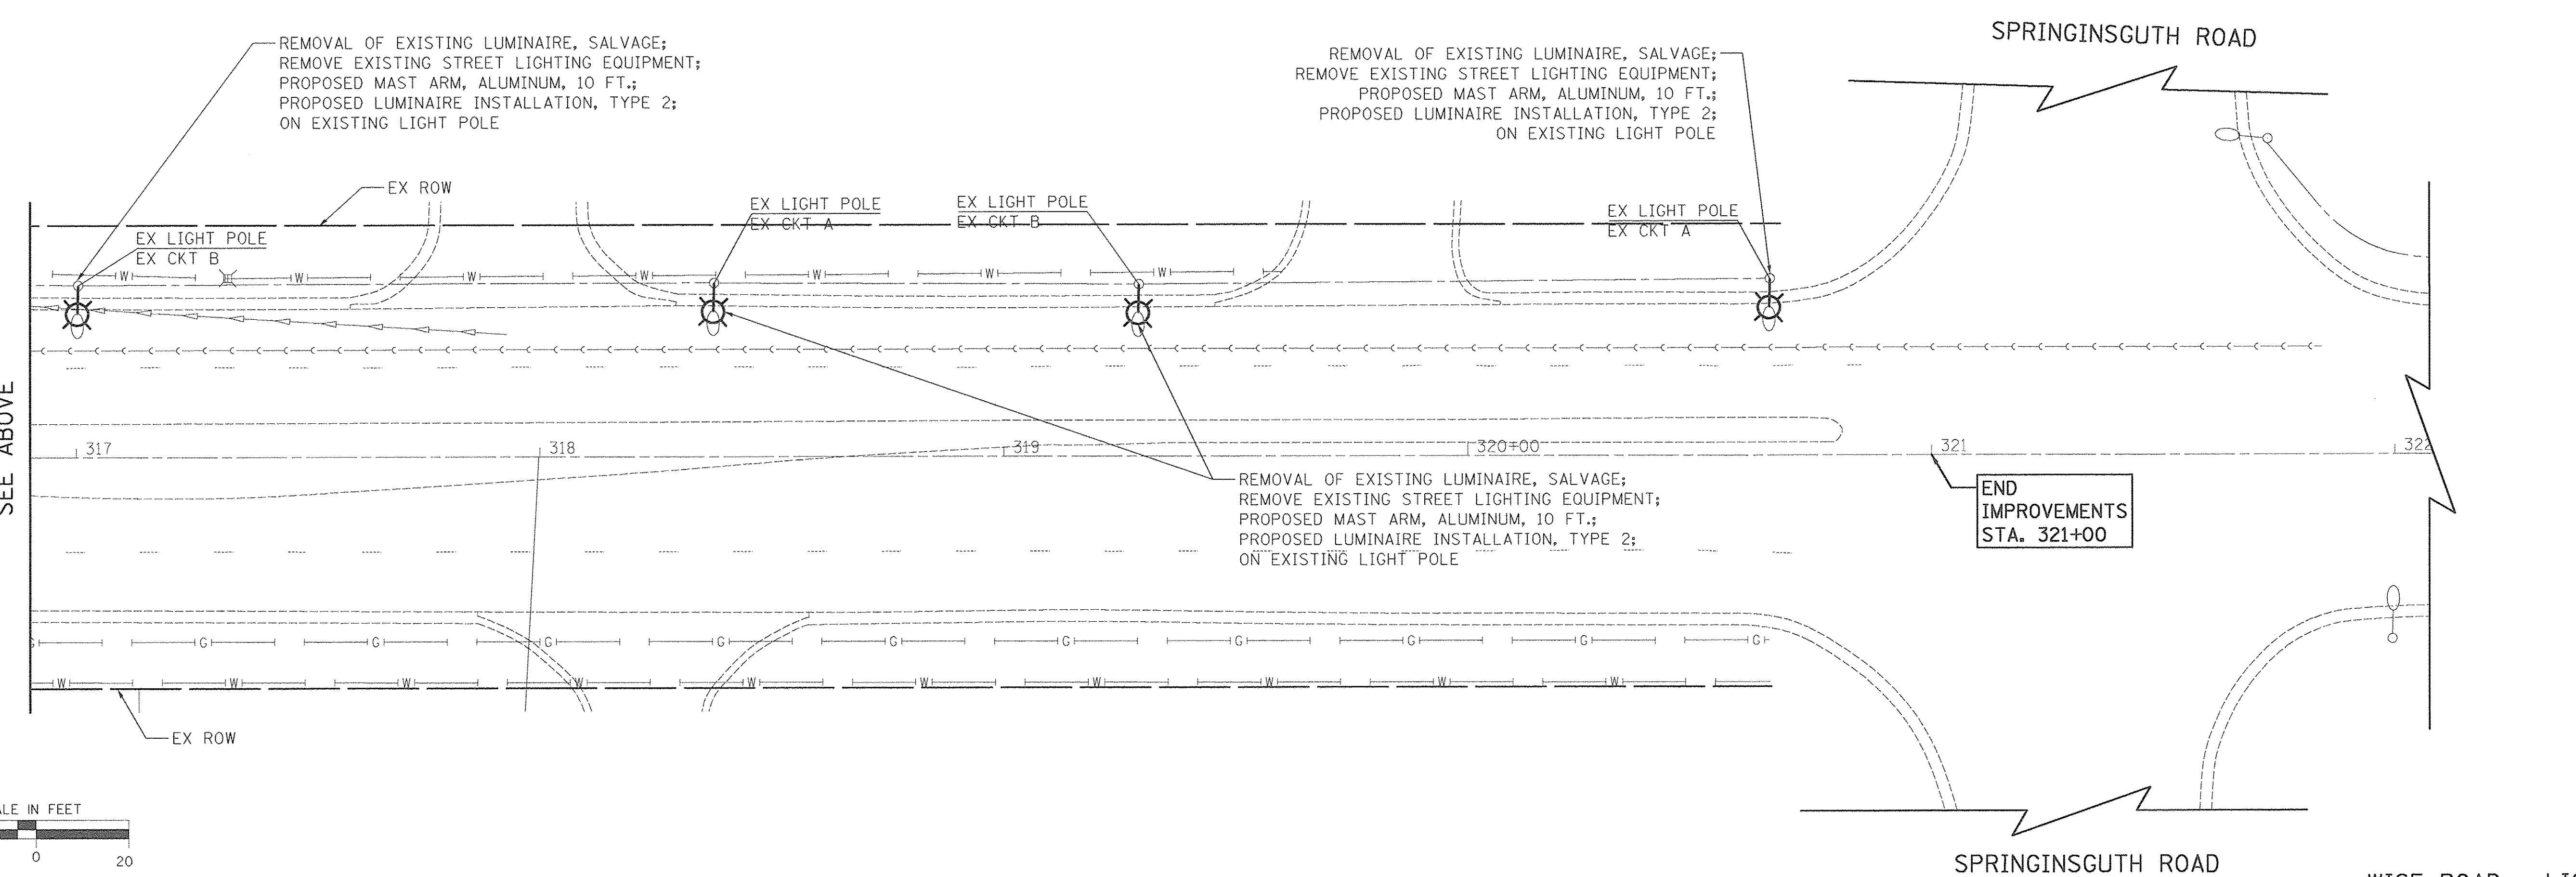 SPRINGINSGUTH ROAD
REMOVAL OF EXISTING LUMINAIRE, SALVAGE;
REMOVE EXISTING STREET LIGHTING EQUIPMENT;
PROPOSED MAST ARM, ALUMINUM, 10 FT.;
PROPOSED LUMINAIRE INSTALLATION, TYPE 2;
ON EXISTING LIGHT POLE
REMOVAL OF EXISTING LUMINAIRE, SALVAGE;
REMOVE EXISTING STREET LIGHTING EQUIPMENT;
PROPOSED MAST ARM, ALUMINUM, 10 FT.;
PROPOSED LUMINAIRE INSTALLATION, TYPE 2;
ON EXISTING LIGHT POLE
EX ROW
EX LIGHT POLE
EX CKT B
EX LIGHT POLE
EX CKT A
EX LIGHT POLE
EX CKT B
EX LIGHT POLE
EX CKT A
W W W W W W W
SEE ABOVE
317 318 319 320+00 321 322
REMOVAL OF EXISTING LUMINAIRE, SALVAGE;
REMOVE EXISTING STREET LIGHTING EQUIPMENT;
PROPOSED MAST ARM, ALUMINUM, 10 FT.;
PROPOSED LUMINAIRE INSTALLATION, TYPE 2;
ON EXISTING LIGHT POLE
END
IMPROVEMENTS
STA. 321+00
G G G G G G G G G G G
W W W W W W W W W W
EX ROW
ALE IN FEET
0 20
SPRINGINSGUTH ROAD